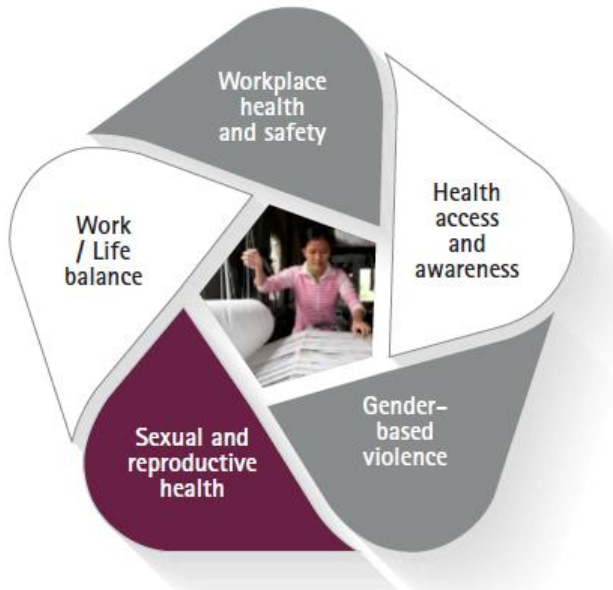 Workplace
health
and safety
Health
access
and
awareness
Gender-
based
violence
Sexual and
reproductive
health
Work
/ Life
balance